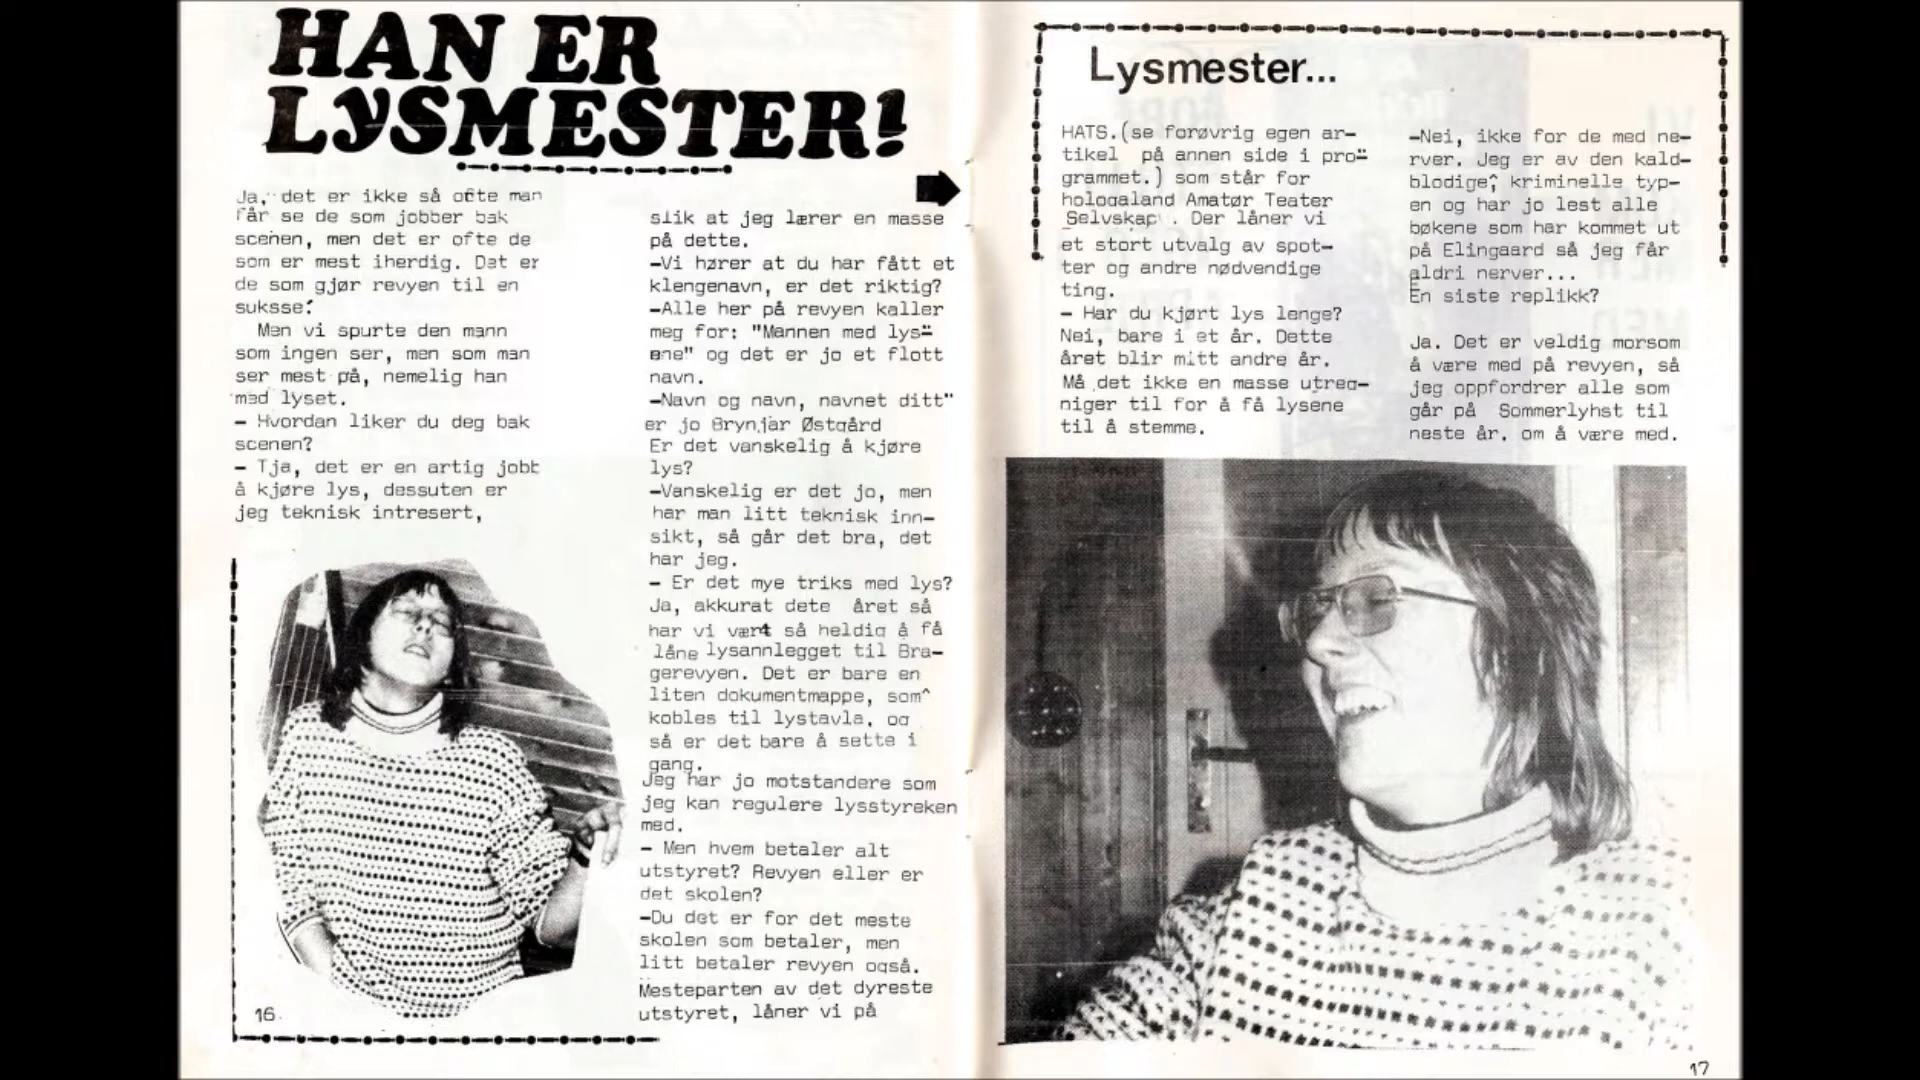 HAN ER
LYSMESTER!
Ja, det er ikke så ofte man
får se de som jobber bak
scenen, men det er ofte de
som er mest iherdig. Det er
de som gjør revyen til en
suksse.
Men vi spurte den mann
som ingen ser, men som man
ser mest på, nemelig han
med lyset.
- Hvordan liker du deg bak
scenen?
- Tja, det er en artig jobb
å kjøre lys, dessuten er
jeg teknisk intresert,
16.
slik at jeg lærer en masse
på dette.
-Vi hører at du har fått et
klengenavn, er det riktig?
-Alle her på revyen kaller
meg for: "Mannen med lys-
ene" og det er jo et flott
navn.
-Navn og navn, navnet ditt"
er jo Brynjar Østgård
Er det vanskelig å kjøre
lys?
-Vanskelig er det jo, men
har man litt teknisk inn-
sikt, så går det bra, det
har jeg.
- Er det mye triks med lys?
Ja, akkurat dete året så
har vi vært så heldig å få
låne lysannlegget til Bra-
gerevyen. Det er bare en
liten dokumentmappe, som^
kobles til lystavla, og
så er det bare å sette i
gang.
Jeg har jo motstandere som
jeg kan regulere lysstyreken
med.
- Men hvem betaler alt
utstyret? Revyen eller er
det skolen?
-Du det er for det meste
skolen som betaler, men
litt betaler revyen også.
Mesteparten av det dyreste
utstyret, låner vi på
Lysmester...
HATS.(se forøvrig egen ar-
tikel på annen side i pro-
grammet.) som står for
hologaland Amatør Teater
Selvskap . Der låner vi
et stort utvalg av spot-
ter og andre nødvendige
ting.
- Har du kjørt lys lenge?
Nei, bare i et år. Dette
året blir mitt andre år.
Må det ikke en masse utreg-
niger til for å få lysene
til å stemme.
-Nei, ikke for de med ne-
rver. Jeg er av den kald-
blodige, kriminelle typ-
en og har jo lest alle
bøkene som har kommet ut
på Elingaard så jeg får
aldri nerver...
En siste replikk?
Ja. Det er veldig morsom
å være med på revyen, så
jeg oppfordrer alle som
går på Sommerlyhst til
neste år. om å være med.
17